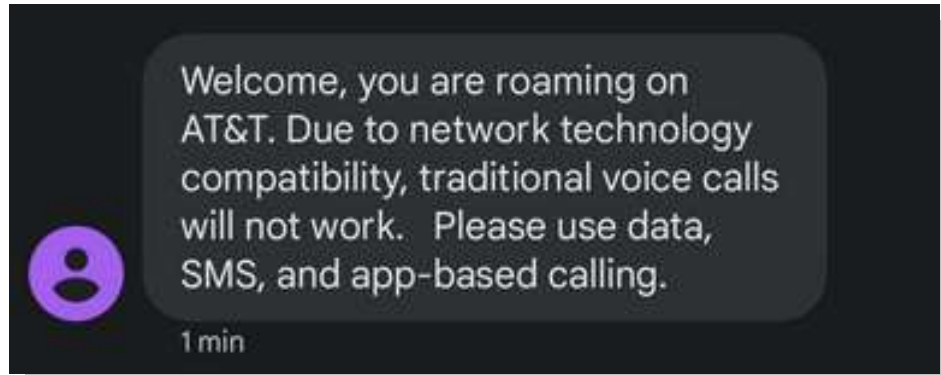 Welcome, you are roaming on
AT&T. Due to network technology
compatibility, traditional voice calls
will not work.   Please use data,
SMS, and app-based calling.
1 min